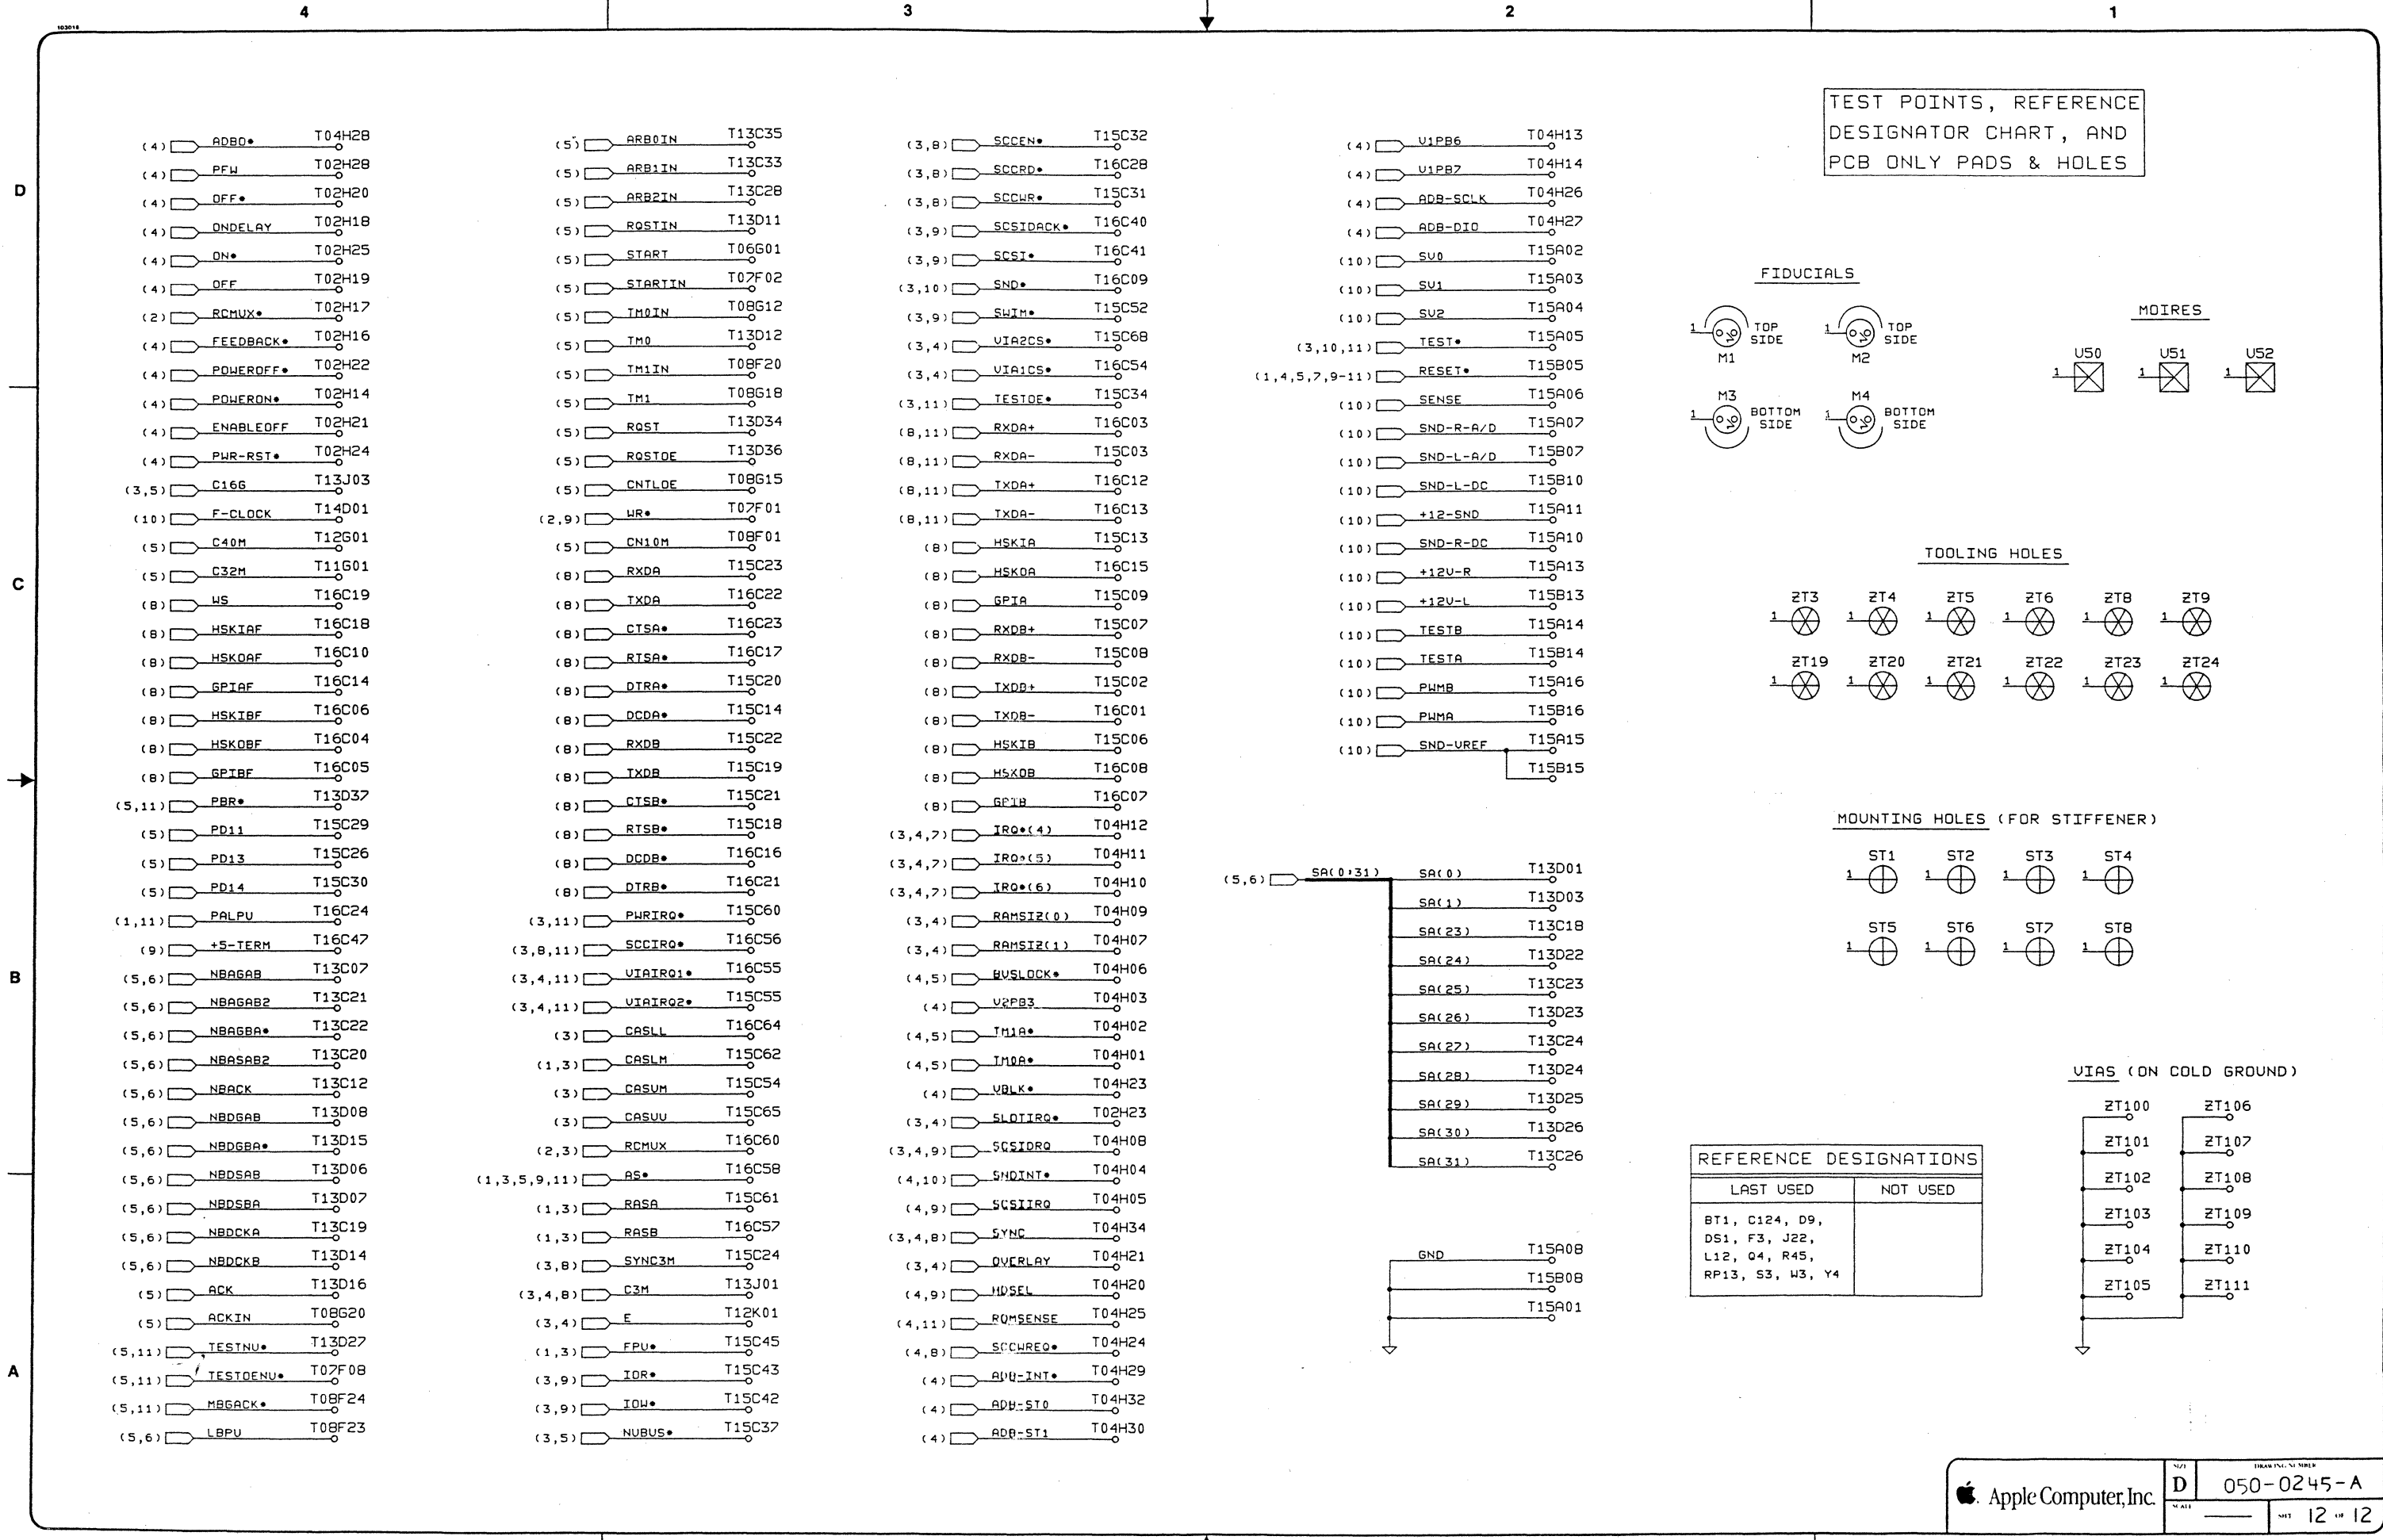 4 3 2 1
103018
TEST POINTS, REFERENCE
DESIGNATOR CHART, AND
PCB ONLY PADS & HOLES
D
C
B
A
(4) ADBD• T04H28
(4) PFW T02H28
(4) OFF• T02H20
(4) ONDELAY T02H18
(4) ON• T02H25
(4) OFF T02H19
(2) RCMUX• T02H17
(4) FEEDBACK• T02H16
(4) POWEROFF• T02H22
(4) POWERON• T02H14
(4) ENABLEOFF T02H21
(4) PWR-RST• T02H24
(3,5) C16G T13J03
(10) F-CLOCK T14D01
(5) C40M T12G01
(5) C32M T11G01
(8) WS T16C19
(8) HSKIAF T16C18
(8) HSKOAF T16C10
(8) GPIAF T16C14
(8) HSKIBF T16C06
(8) HSKOBF T16C04
(8) GPIBF T16C05
(5,11) PBR• T13D37
(5) PD11 T15C29
(5) PD13 T15C26
(5) PD14 T15C30
(1,11) PALPU T16C24
(9) +5-TERM T16C47
(5,6) NBAGAB T13C07
(5,6) NBAGAB2 T13C21
(5,6) NBAGBA• T13C22
(5,6) NBASAB2 T13C20
(5,6) NBACK T13C12
(5,6) NBDGAB T13D08
(5,6) NBDGBA• T13D15
(5,6) NBDSAB T13D06
(5,6) NBDSBA T13D07
(5,6) NBDCKA T13C19
(5,6) NBDCKB T13D14
(5) ACK T13D16
(5) ACKIN T08G20
(5,11) TESTNU• T13D27
(5,11) TESTOENU• T07F08
(5,11) MBGACK• T08F24
(5,6) LBPU T08F23
(5) ARB0IN T13C35
(5) ARB1IN T13C33
(5) ARB2IN T13C28
(5) RQSTIN T13D11
(5) START T06G01
(5) STARTIN T07F02
(5) TM0IN T08G12
(5) TM0 T13D12
(5) TM1IN T08F20
(5) TM1 T08G18
(5) RQST T13D34
(5) RQSTOE T13D36
(5) CNTLOE T08G15
(2,9) WR• T07F01
(5) CN10M T08F01
(8) RXDA T15C23
(8) TXDA T16C22
(8) CTSA• T16C23
(8) RTSA• T16C17
(8) DTRA• T15C20
(8) DCDA• T15C14
(8) RXDB T15C22
(8) TXDB T15C19
(8) CTSB• T15C21
(8) RTSB• T15C18
(8) DCDB• T16C16
(8) DTRB• T16C21
(3,11) PWRIRQ• T15C60
(3,8,11) SCCIRQ• T16C56
(3,4,11) VIAIRQ1• T16C55
(3,4,11) VIAIRQ2• T15C55
(3) CASLL T16C64
(1,3) CASLM T15C62
(3) CASUM T15C54
(3) CASUU T15C65
(2,3) RCMUX T16C60
(1,3,5,9,11) AS• T16C58
(1,3) RASA T15C61
(1,3) RASB T16C57
(3,8) SYNC3M T15C24
(3,4,8) C3M T13J01
(3,4) E T12K01
(1,3) FPU• T15C45
(3,9) IOR• T15C43
(3,9) IOW• T15C42
(3,5) NUBUS• T15C37
(3,8) SCCEN• T15C32
(3,8) SCCRD• T16C28
(3,8) SCCWR• T15C31
(3,9) SCSIDACK• T16C40
(3,9) SCSI• T16C41
(3,10) SND• T16C09
(3,9) SWIM• T15C52
(3,4) VIA2CS• T15C68
(3,4) VIA1CS• T16C54
(3,11) TESTOE• T15C34
(8,11) RXDA+ T16C03
(8,11) RXDA- T15C03
(8,11) TXDA+ T16C12
(8,11) TXDA- T16C13
(8) HSKIA T15C13
(8) HSKOA T16C15
(8) GPIA T15C09
(8) RXDB+ T15C07
(8) RXDB- T15C08
(8) TXDB+ T15C02
(8) TXDB- T16C01
(8) HSKIB T15C06
(8) HSKOB T16C08
(8) GPIB T16C07
(3,4,7) IRQ•(4) T04H12
(3,4,7) IRQ•(5) T04H11
(3,4,7) IRQ•(6) T04H10
(3,4) RAMSIZ(0) T04H09
(3,4) RAMSIZ(1) T04H07
(4,5) BUSLOCK• T04H06
(4) V2PB3 T04H03
(4,5) TM1A• T04H02
(4,5) TM0A• T04H01
(4) VBLK• T04H23
(3,4) SLOTIRQ• T02H23
(3,4,9) SCSIDRQ T04H08
(4,10) SNDINT• T04H04
(4,9) SCSIIRQ T04H05
(3,4,8) SYNC T04H34
(3,4) OVERLAY T04H21
(4,9) HDSEL T04H20
(4,11) ROMSENSE T04H25
(4,8) SCCWREQ• T04H24
(4) ADB-INT• T04H29
(4) ADB-ST0 T04H32
(4) ADB-ST1 T04H30
(4) V1PB6 T04H13
(4) V1PB7 T04H14
(4) ADB-SCLK T04H26
(4) ADB-DIO T04H27
(10) SV0 T15A02
(10) SV1 T15A03
(10) SV2 T15A04
(3,10,11) TEST• T15A05
(1,4,5,7,9-11) RESET• T15B05
(10) SENSE T15A06
(10) SND-R-A/D T15A07
(10) SND-L-A/D T15B07
(10) SND-L-DC T15B10
(10) +12-SND T15A11
(10) SND-R-DC T15A10
(10) +12V-R T15A13
(10) +12V-L T15B13
(10) TESTB T15A14
(10) TESTA T15B14
(10) PWMB T15A16
(10) PWMA T15B16
(10) SND-VREF T15A15
T15B15
(5,6) SA(0:31) SA(0) T13D01
SA(1) T13D03
SA(23) T13C18
SA(24) T13D22
SA(25) T13C23
SA(26) T13D23
SA(27) T13C24
SA(28) T13D24
SA(29) T13D25
SA(30) T13D26
SA(31) T13C26
GND T15A08
T15B08
T15A01
FIDUCIALS
1 TOP SIDE M1
1 TOP SIDE M2
M3 1 BOTTOM SIDE
M4 1 BOTTOM SIDE
MOIRES
U50 U51 U52
1 1 1
TOOLING HOLES
ZT3 ZT4 ZT5 ZT6 ZT8 ZT9
1 1 1 1 1 1
ZT19 ZT20 ZT21 ZT22 ZT23 ZT24
1 1 1 1 1 1
MOUNTING HOLES (FOR STIFFENER)
ST1 ST2 ST3 ST4
1 1 1 1
ST5 ST6 ST7 ST8
1 1 1 1
VIAS (ON COLD GROUND)
ZT100 ZT106
ZT101 ZT107
ZT102 ZT108
ZT103 ZT109
ZT104 ZT110
ZT105 ZT111
REFERENCE DESIGNATIONS
LAST USED NOT USED
BT1, C124, D9,
DS1, F3, J22,
L12, Q4, R45,
RP13, S3, W3, Y4
Apple Computer, Inc.
SIZE D
DRAWING NUMBER
050-0245-A
SCALE
SHT 12 OF 12